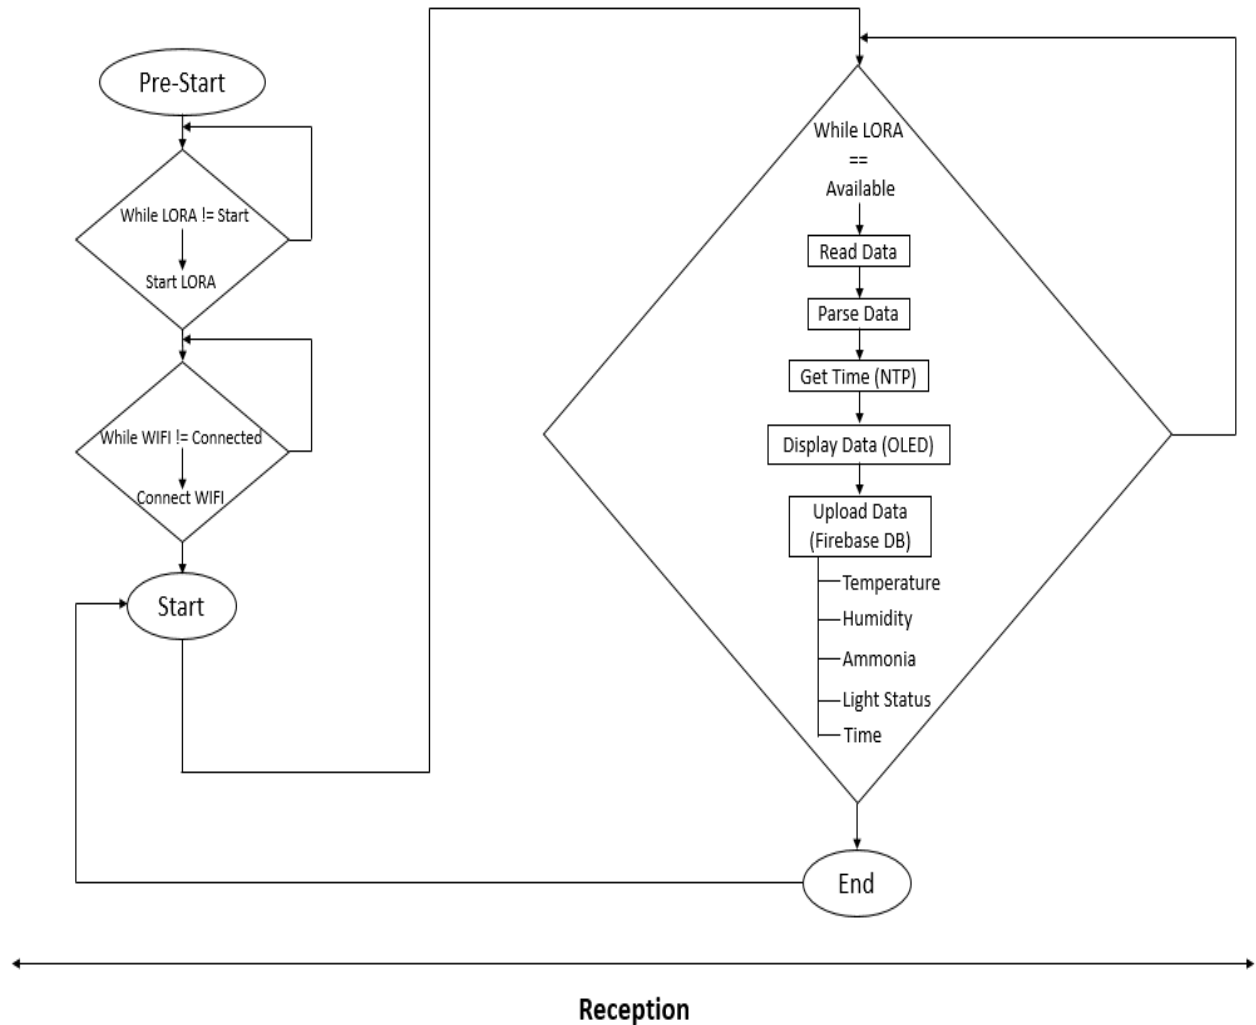 Pre-Start
While LORA != Start
Start LORA
While WIFI != Connected
Connect WIFI
Start
While LORA
==
Available
Read Data
Parse Data
Get Time (NTP)
Display Data (OLED)
Upload Data
(Firebase DB)
Temperature
Humidity
Ammonia
Light Status
Time
End
Reception